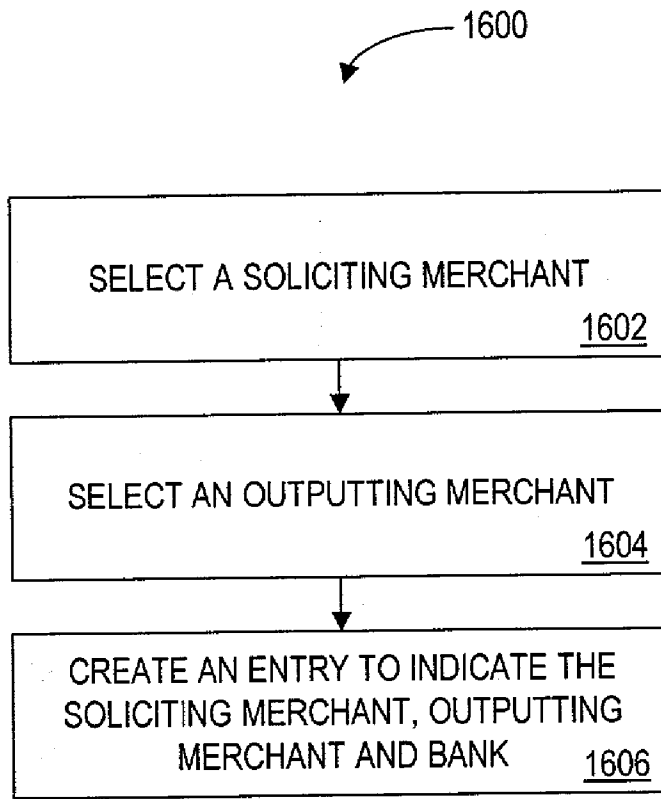 1600
SELECT A SOLICITING MERCHANT
1602
SELECT AN OUTPUTTING MERCHANT
1604
CREATE AN ENTRY TO INDICATE THE
SOLICITING MERCHANT, OUTPUTTING
MERCHANT AND BANK
1606